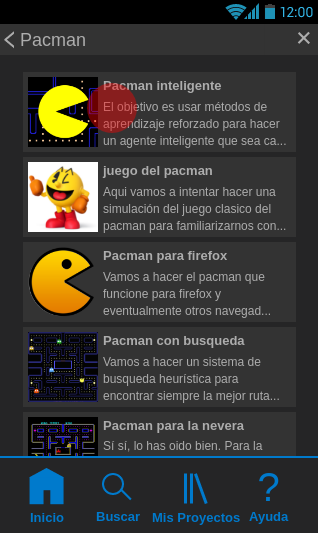 12:00
Pacman
Pacman inteligente
El objetivo es usar métodos de
aprendizaje reforzado para hacer
un agente inteligente que sea ca...
juego del pacman
Aqui vamos a intentar hacer una
simulación del juego clasico del
pacman para familiarizarnos con...
Pacman para firefox
Vamos a hacer el pacman que
funcione para firefox y
eventualmente otros navegad...
Pacman con busqueda
Vamos a hacer un sistema de
busqueda heurística para
encontrar siempre la mejor ruta...
Pacman para la nevera
Sí sí, lo has oido bien. Para la
Inicio Buscar Mis Proyectos Ayuda